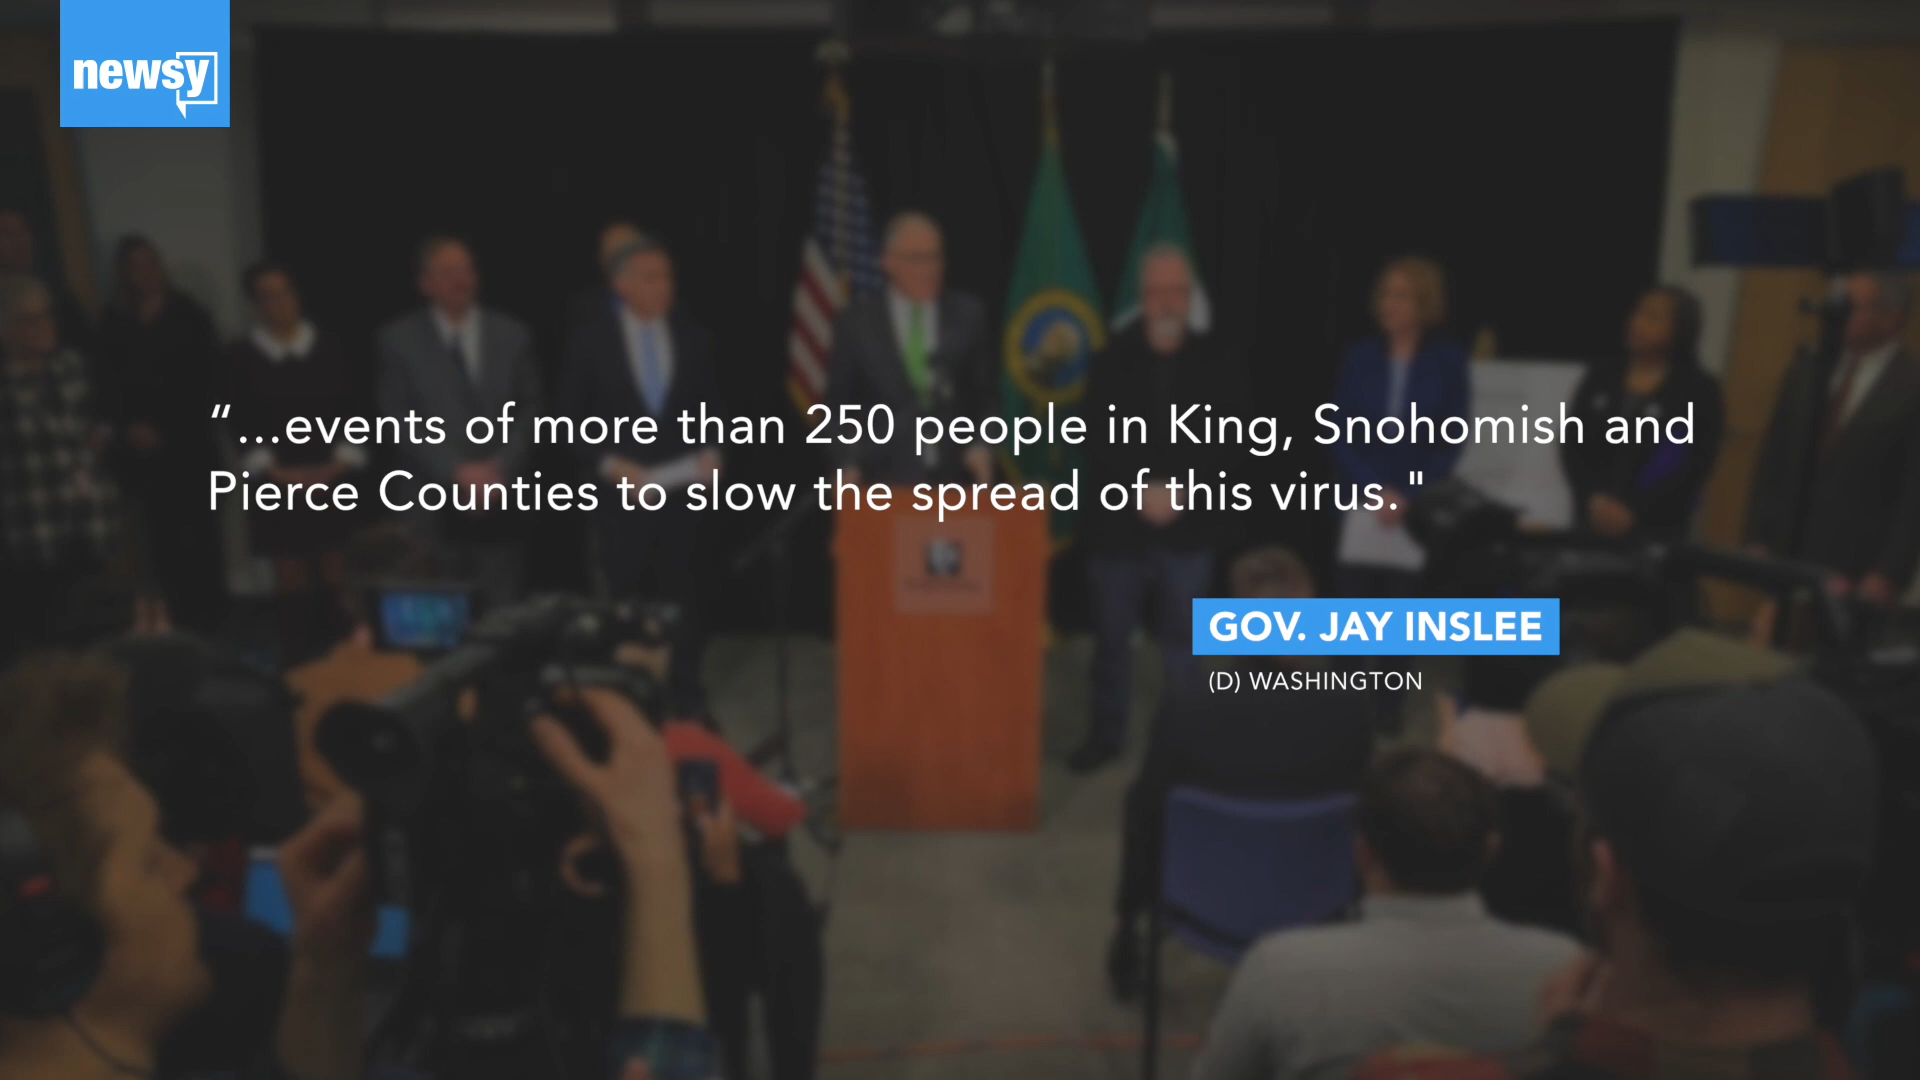 newsy
“...events of more than 250 people in King, Snohomish and
Pierce Counties to slow the spread of this virus."
GOV. JAY INSLEE
(D) WASHINGTON